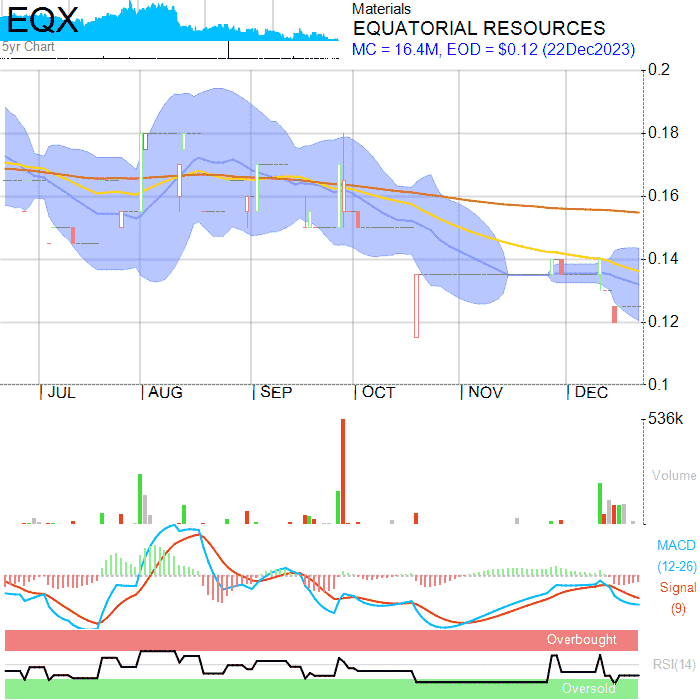 EQX
5yr Chart
Materials
EQUATORIAL RESOURCES
MC = 16.4M, EOD = $0.12 (22Dec2023)
0.2
0.18
0.16
0.14
0.12
0.1
JUL AUG SEP OCT NOV DEC
536k
Volume
MACD
(12-26)
Signal
(9)
Overbought
RSI(14)
Oversold